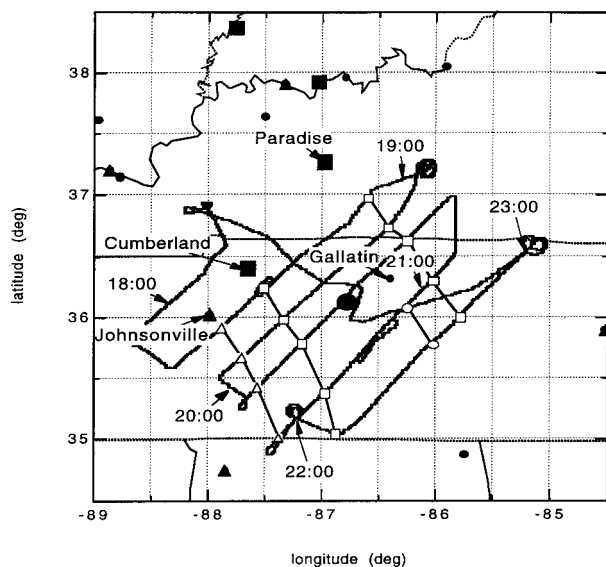 38
Paradise
19:00
37
23:00
Cumberland
Gallatin
21:00
18:00
36
Johnsonville
20:00
35
22:00
-89
-88
-87
-86
-85
latitude (deg)
longitude (deg)